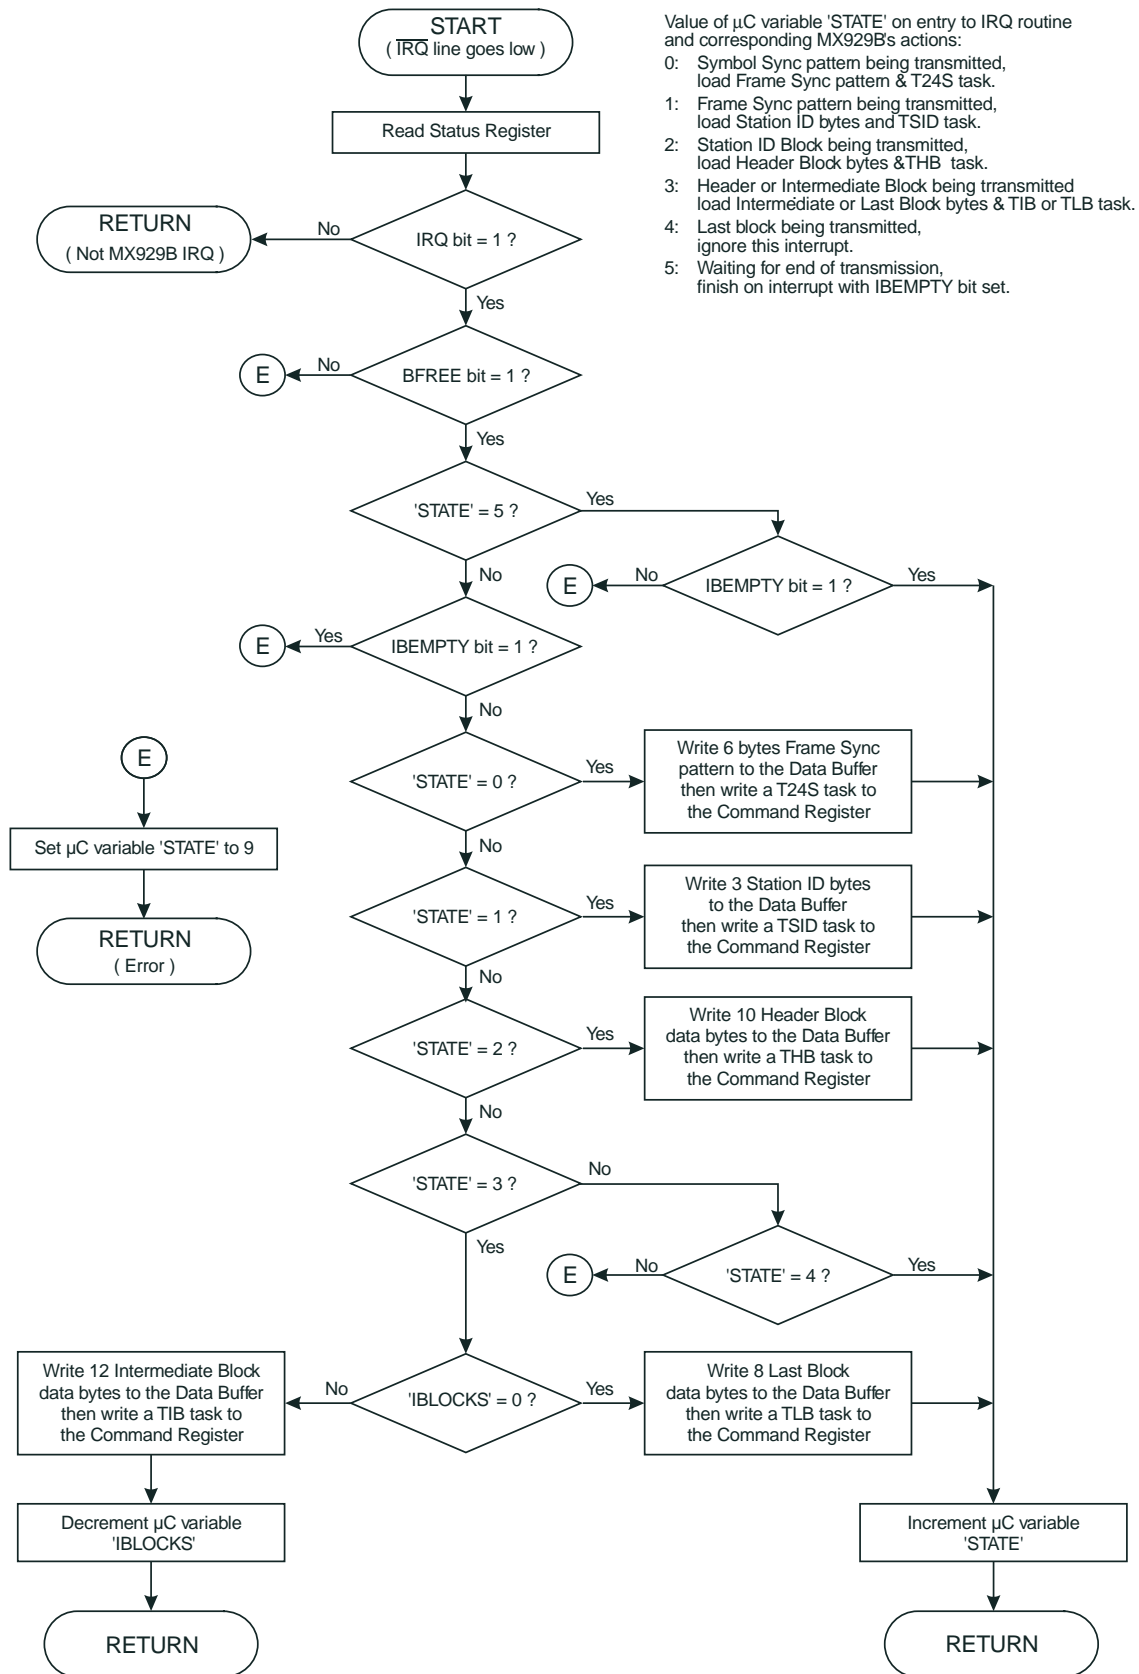 START
( IRQ line goes low )
Value of µC variable 'STATE' on entry to IRQ routine
and corresponding MX929B's actions:
0: Symbol Sync pattern being transmitted,
load Frame Sync pattern & T24S task.
1: Frame Sync pattern being transmitted,
load Station ID bytes and TSID task.
2: Station ID Block being transmitted,
load Header Block bytes &THB task.
3: Header or Intermediate Block being trransmitted
load Intermediate or Last Block bytes & TIB or TLB task.
4: Last block being transmitted,
ignore this interrupt.
5: Waiting for end of transmission,
finish on interrupt with IBEMPTY bit set.
Read Status Register
RETURN
( Not MX929B IRQ )
No
IRQ bit = 1 ?
Yes
E
No
BFREE bit = 1 ?
Yes
'STATE' = 5 ?
Yes
No
E
No
IBEMPTY bit = 1 ?
Yes
E
Yes
IBEMPTY bit = 1 ?
No
'STATE' = 0 ?
Yes
Write 6 bytes Frame Sync
pattern to the Data Buffer
then write a T24S task to
the Command Register
No
E
Set µC variable 'STATE' to 9
RETURN
( Error )
'STATE' = 1 ?
Yes
Write 3 Station ID bytes
to the Data Buffer
then write a TSID task to
the Command Register
No
'STATE' = 2 ?
Yes
Write 10 Header Block
data bytes to the Data Buffer
then write a THB task to
the Command Register
No
'STATE' = 3 ?
No
Yes
E
No
'STATE' = 4 ?
Yes
Write 12 Intermediate Block
data bytes to the Data Buffer
then write a TIB task to
the Command Register
No
'IBLOCKS' = 0 ?
Yes
Write 8 Last Block
data bytes to the Data Buffer
then write a TLB task to
the Command Register
Decrement µC variable
'IBLOCKS'
Increment µC variable
'STATE'
RETURN
RETURN